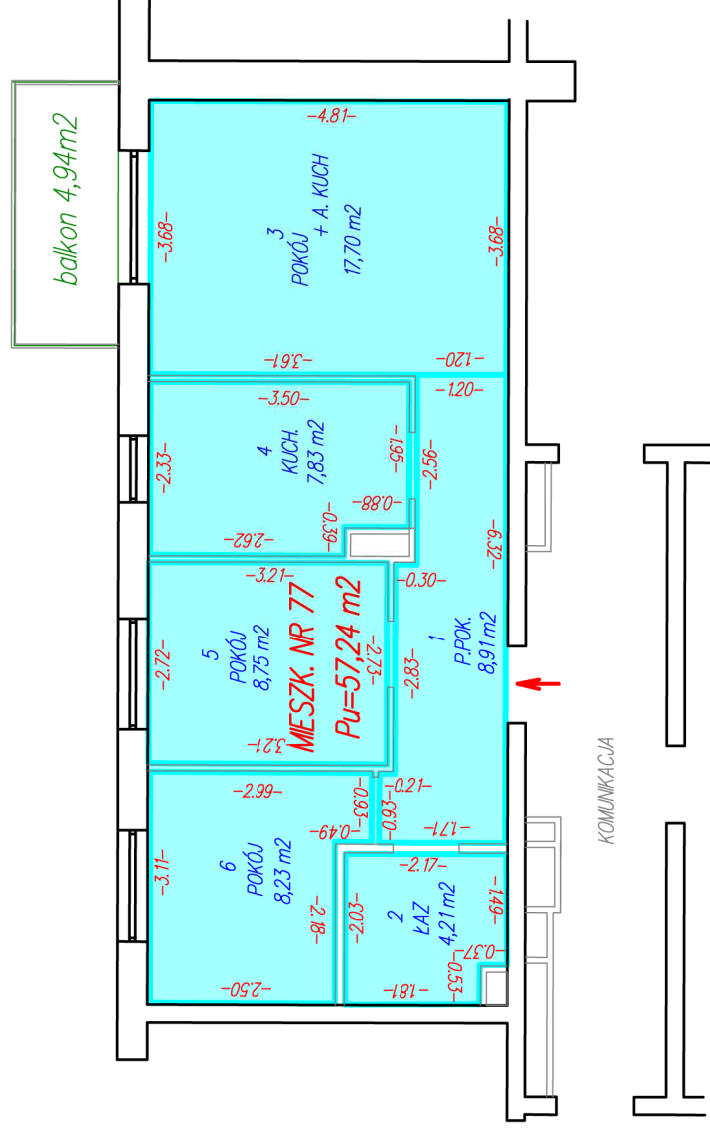 balkon 4,94m2
-4.81-
-3.68-
3
POKÓJ
+ A. KUCH
17,70 m2
-3.68-
-3.61-
-1.20-
-3.50-
-1.20-
-2.33-
4
KUCH.
7,83 m2
-1.95-
-2.56-
-0.88-
-0.39-
-2.62-
-6.32-
-3.21-
-0.30-
MIESZK. NR 77
Pu=57,24 m2
-2.72-
5
POKÓJ
8,75 m2
-2.73-
-2.83-
1
P.POK.
8,91 m2
-3.21-
-2.99-
-0.93-
-0.21-
-0.93-
-0.49-
-1.71-
KOMUNIKACJA
-3.11-
6
POKÓJ
8,23 m2
-2.18-
-2.17-
-2.03-
2
ŁAZ
4,21 m2
-1.49-
-0.37-
-0.53-
-2.50-
-1.81-